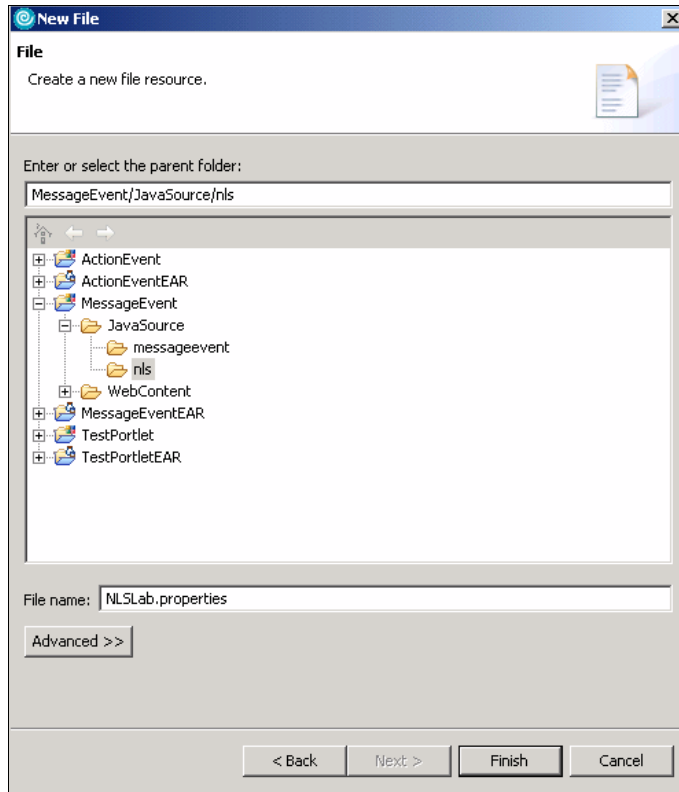 New File
File
Create a new file resource.
Enter or select the parent folder:
MessageEvent/JavaSource/nls
ActionEvent
ActionEventEAR
MessageEvent
JavaSource
messageevent
nls
WebContent
MessageEventEAR
TestPortlet
TestPortletEAR
File name: NLSLab.properties
Advanced >>
< Back Next > Finish Cancel